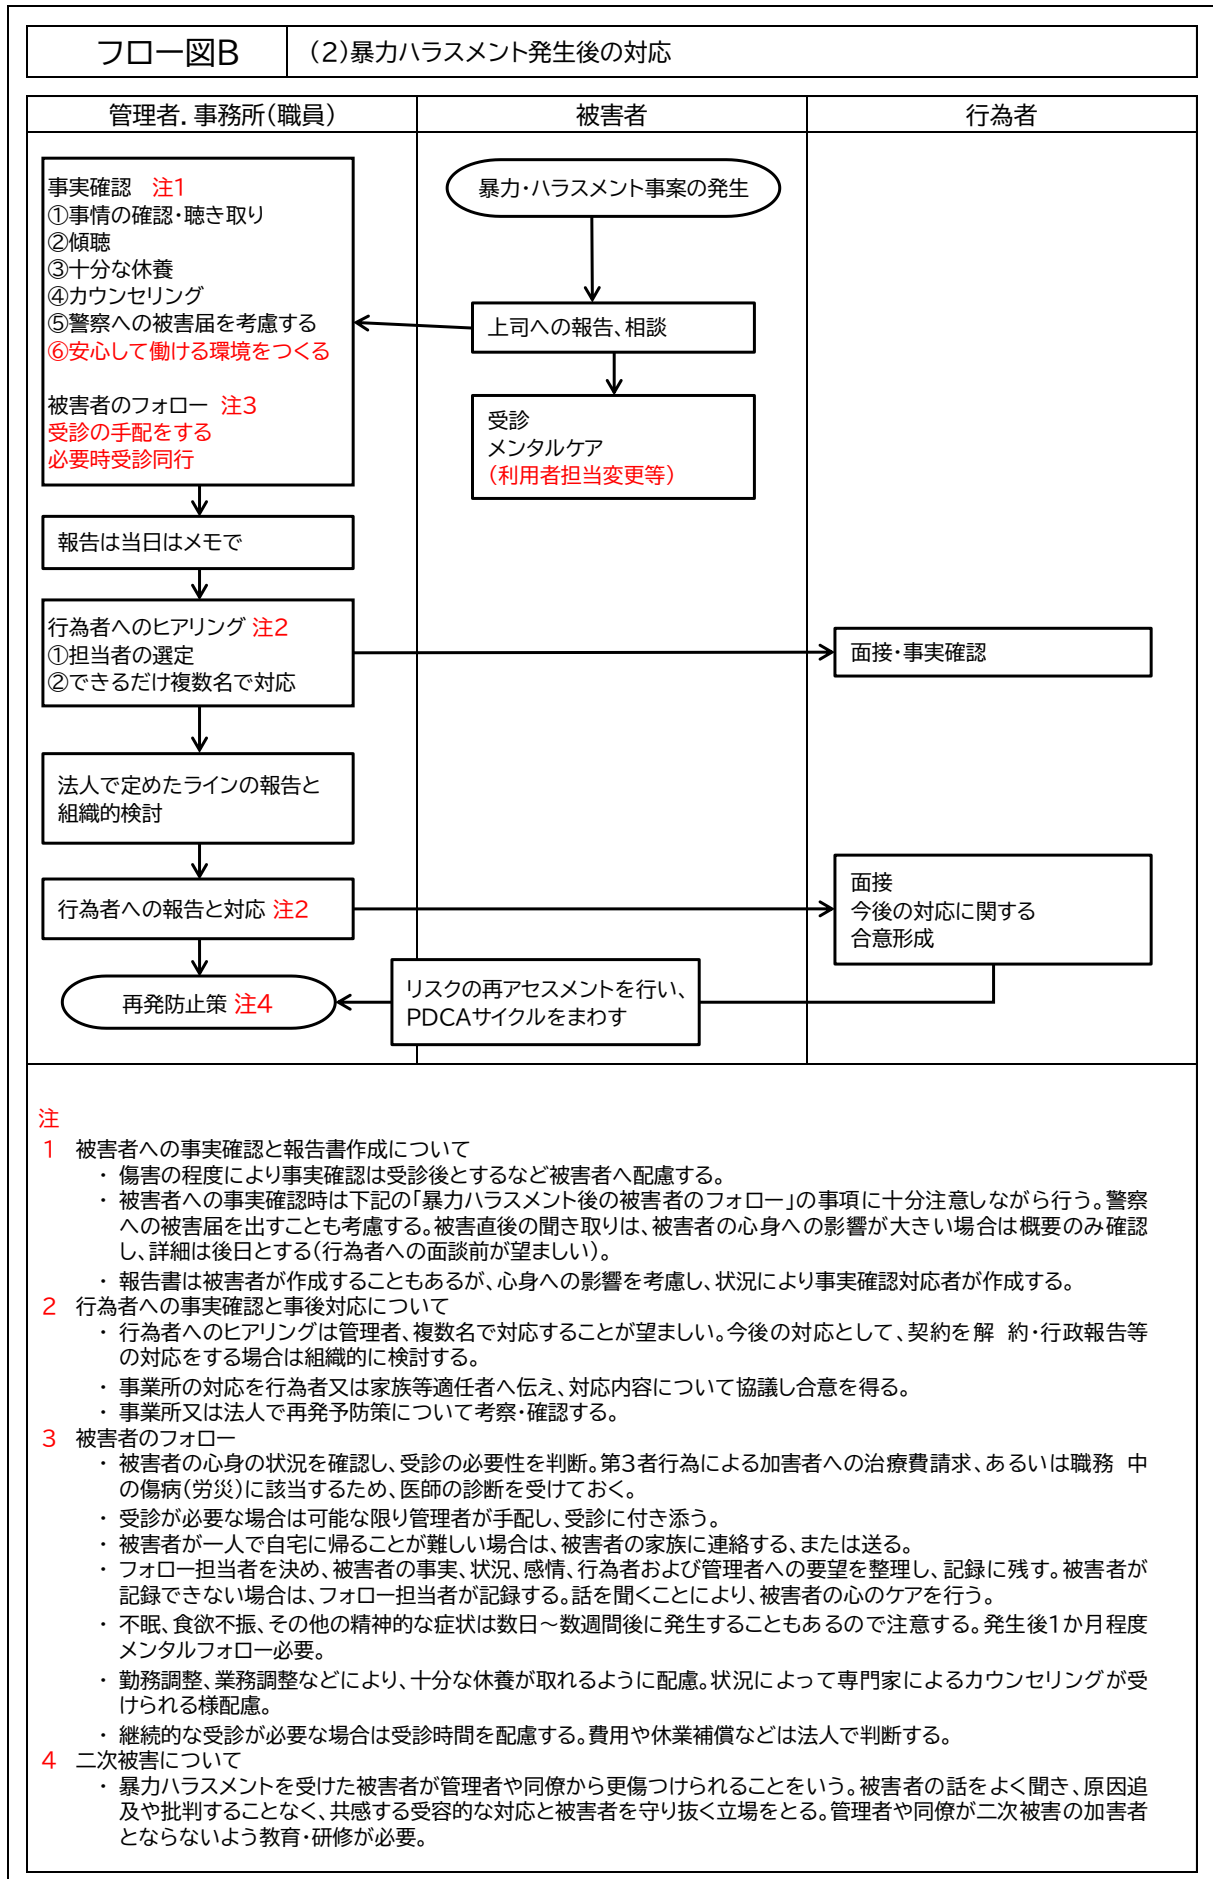 フロー図B
(2)暴力ハラスメント発生後の対応
管理者．事務所(職員)
被害者
行為者
事実確認　注1
①事情の確認・聴き取り
②傾聴
③十分な休養
④カウンセリング
⑤警察への被害届を考慮する
⑥安心して働ける環境をつくる
被害者のフォロー 注3
受診の手配をする
必要時受診同行
暴力・ハラスメント事案の発生
上司への報告、相談
受診
メンタルケア
(利用者担当変更等)
報告は当日はメモで
行為者へのヒアリング 注2
①担当者の選定
②できるだけ複数名で対応
面接・事実確認
法人で定めたラインの報告と
組織的検討
行為者への報告と対応 注2
面接
今後の対応に関する
合意形成
再発防止策 注4
リスクの再アセスメントを行い、
PDCAサイクルをまわす
注
1 被害者への事実確認と報告書作成について
・ 傷害の程度により事実確認は受診後とするなど被害者へ配慮する。
・ 被害者への事実確認時は下記の「暴力ハラスメント後の被害者のフォロー」の事項に十分注意しながら行う。警察
への被害届を出すことも考慮する。被害直後の聞き取りは、被害者の心身への影響が大きい場合は概要のみ確認
し、詳細は後日とする(行為者への面談前が望ましい)。
・ 報告書は被害者が作成することもあるが、心身への影響を考慮し、状況により事実確認対応者が作成する。
2 行為者への事実確認と事後対応について
・ 行為者へのヒアリングは管理者、複数名で対応することが望ましい。今後の対応として、契約を解 約・行政報告等
の対応をする場合は組織的に検討する。
・ 事業所の対応を行為者又は家族等適任者へ伝え、対応内容について協議し合意を得る。
・ 事業所又は法人で再発予防策について考察・確認する。
3 被害者のフォロー
・ 被害者の心身の状況を確認し、受診の必要性を判断。第3者行為による加害者への治療費請求、あるいは職務 中
の傷病(労災)に該当するため、医師の診断を受けておく。
・ 受診が必要な場合は可能な限り管理者が手配し、受診に付き添う。
・ 被害者が一人で自宅に帰ることが難しい場合は、被害者の家族に連絡する、または送る。
・ フォロー担当者を決め、被害者の事実、状況、感情、行為者および管理者への要望を整理し、記録に残す。被害者が
記録できない場合は、フォロー担当者が記録する。話を聞くことにより、被害者の心のケアを行う。
・ 不眠、食欲不振、その他の精神的な症状は数日～数週間後に発生することもあるので注意する。発生後1か月程度
メンタルフォロー必要。
・ 勤務調整、業務調整などにより、十分な休養が取れるように配慮。状況によって専門家によるカウンセリングが受
けられる様配慮。
・ 継続的な受診が必要な場合は受診時間を配慮する。費用や休業補償などは法人で判断する。
4 二次被害について
・ 暴力ハラスメントを受けた被害者が管理者や同僚から更傷つけられることをいう。被害者の話をよく聞き、原因追
及や批判することなく、共感する受容的な対応と被害者を守り抜く立場をとる。管理者や同僚が二次被害の加害者
とならないよう教育・研修が必要。